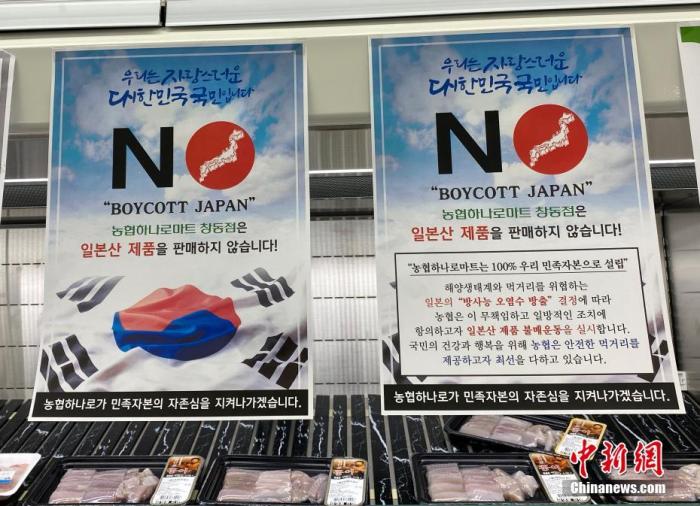 우리는 자랑스러운
대한민국 국민입니다
NO
"BOYCOTT JAPAN"
농협하나로마트 창동점은
일본산 제품을 판매하지 않습니다!
농협하나로가 민족자본의 자존심을 지켜나가겠습니다.
우리는 자랑스러운
대한민국 국민입니다
NO
"BOYCOTT JAPAN"
농협하나로마트 창동점은
일본산 제품을 판매하지 않습니다!
"농협하나로마트는 100% 우리 민족자본으로 설립"
해양생태계와 먹거리를 위협하는
일본의 "방사능 오염수 방출" 결정에 따라
농협은 이 무책임하고 일방적인 조치에
항의하고자 일본산 제품 불매운동을 실시합니다.
국민의 건강과 행복을 위해 농협은 안전한 먹거리를
제공하고자 최선을 다하고 있습니다.
농협하나로가 민족자본의 자존심을 지켜나가겠습니다.
中新网
Chinanews.com